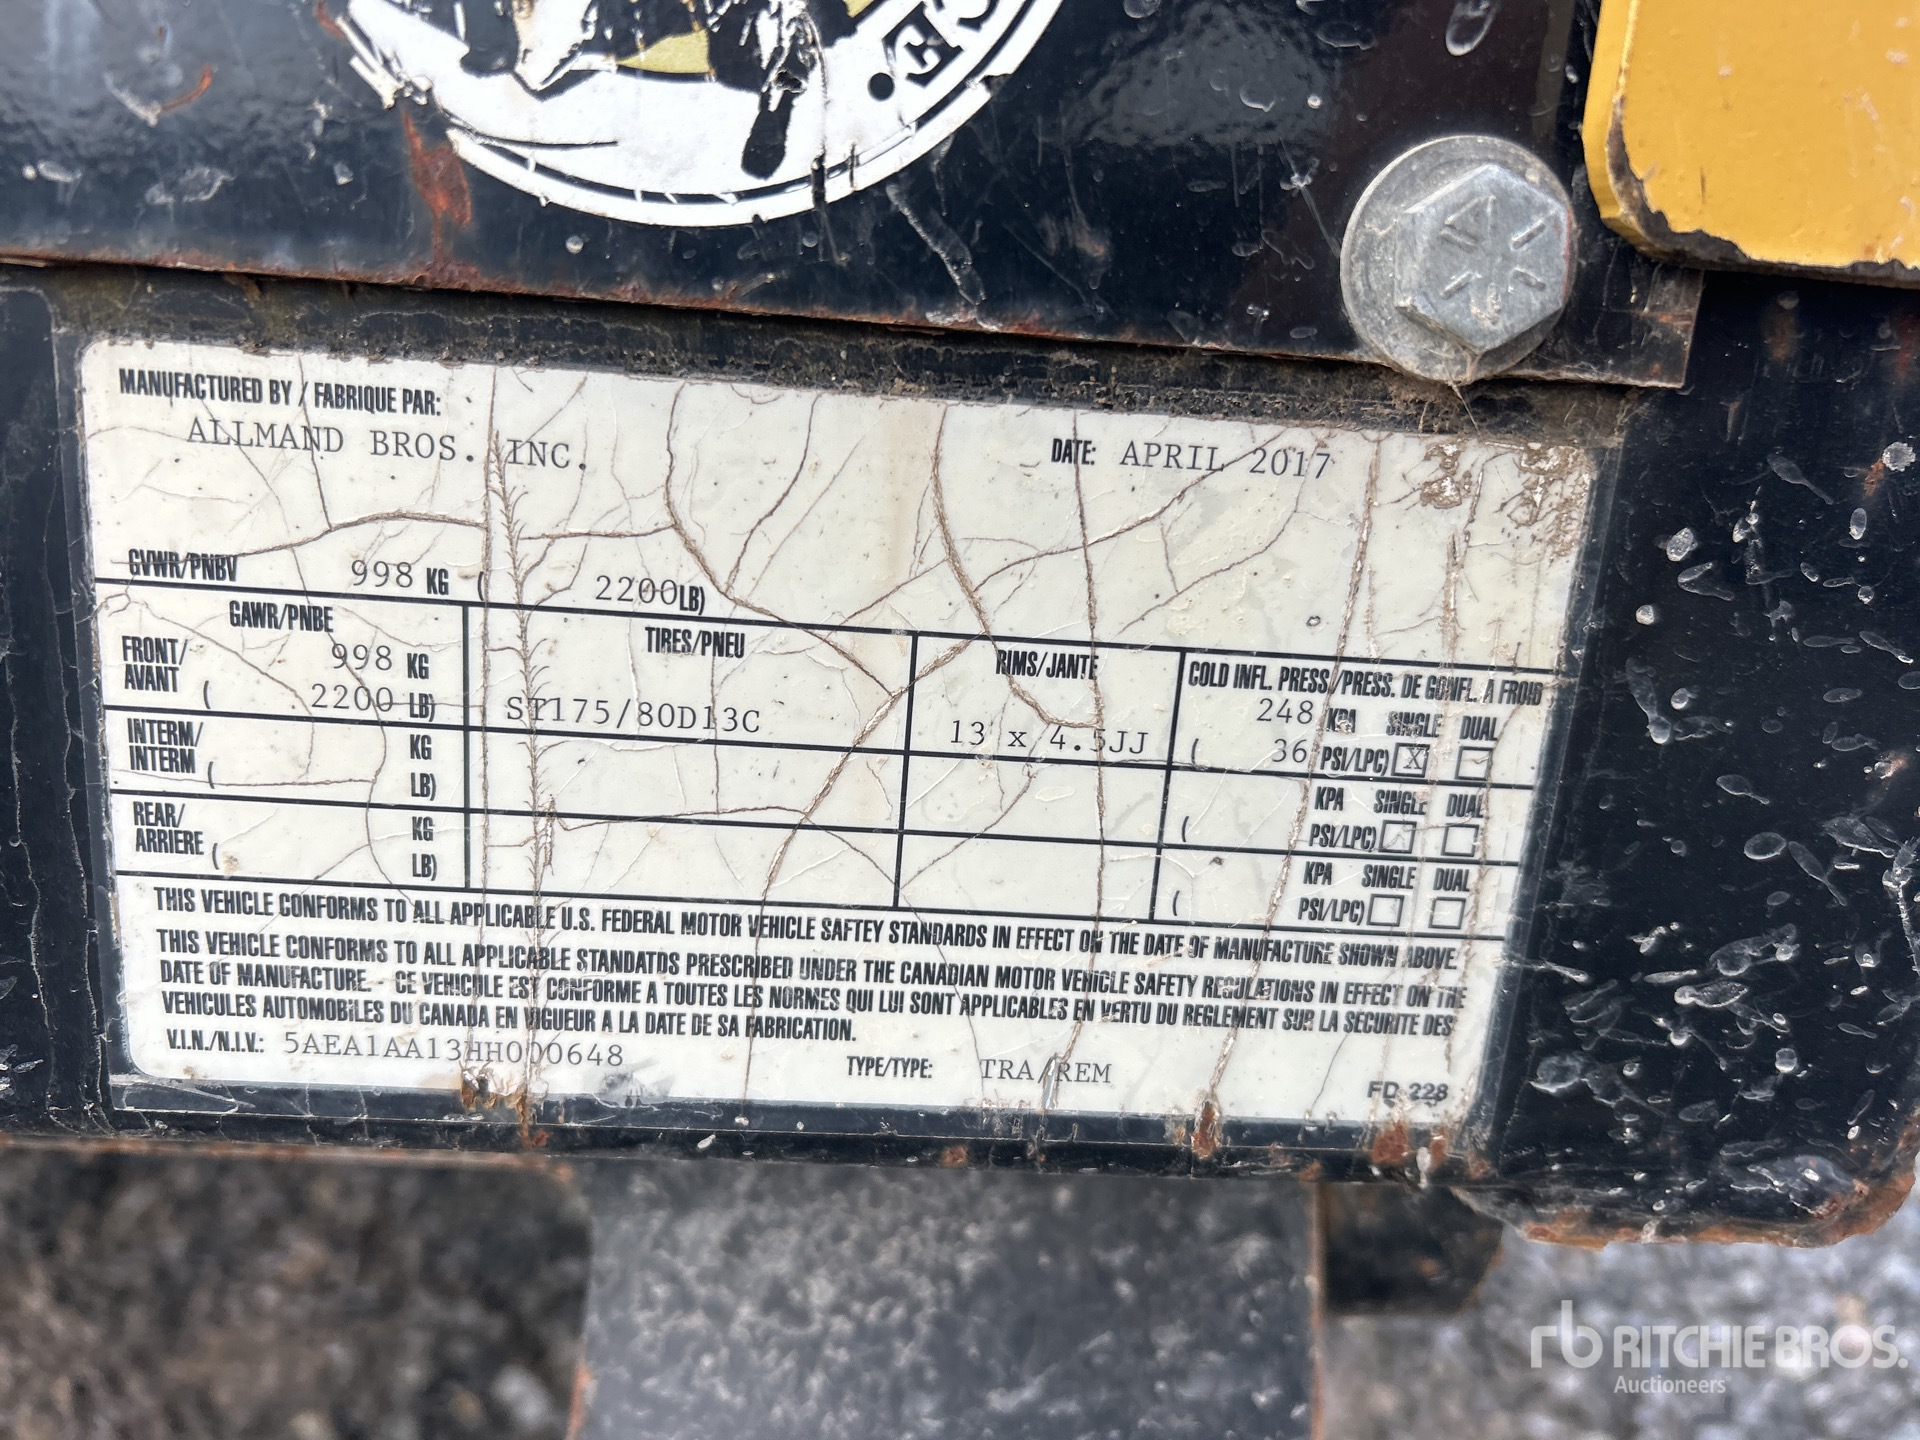 CE.
MANUFACTURED BY / FABRIQUE PAR:
ALLMAND BROS. INC.
DATE: APRIL 2017
GVWR/PNBV 998 KG ( 2200LB)
GAWR/PNBE TIRES/PNEU RIMS/JANTE COLD INFL. PRESS./PRESS. DE GONFL. A FROID
FRONT/ AVANT 998 KG
( 2200 LB) ST175/80D13C 13 x 4.5JJ 248 KPA SINGLE DUAL
( 36 PSI/LPC) X
INTERM/ INTERM KG
( LB)
KPA SINGLE DUAL
( PSI/LPC)
REAR/ ARRIERE KG
( LB)
KPA SINGLE DUAL
( PSI/LPC)
THIS VEHICLE CONFORMS TO ALL APPLICABLE U.S. FEDERAL MOTOR VEHICLE SAFTEY STANDARDS IN EFFECT ON THE DATE OF MANUFACTURE SHOWN ABOVE.
THIS VEHICLE CONFORMS TO ALL APPLICABLE STANDATDS PRESCRIBED UNDER THE CANADIAN MOTOR VEHICLE SAFETY REGULATIONS IN EFFECT ON THE
DATE OF MANUFACTURE. - CE VEHICULE EST CONFORME A TOUTES LES NORMES QUI LUI SONT APPLICABLES EN VERTU DU REGLEMENT SUR LA SECURITE DES
VEHICULES AUTOMOBILES DU CANADA EN VIGUEUR A LA DATE DE SA FABRICATION.
V.I.N./N.I.V.: 5AEA1AA13HH000648 TYPE/TYPE: TRA/REM
FD 228
rb RITCHIE BROS.
Auctioneers